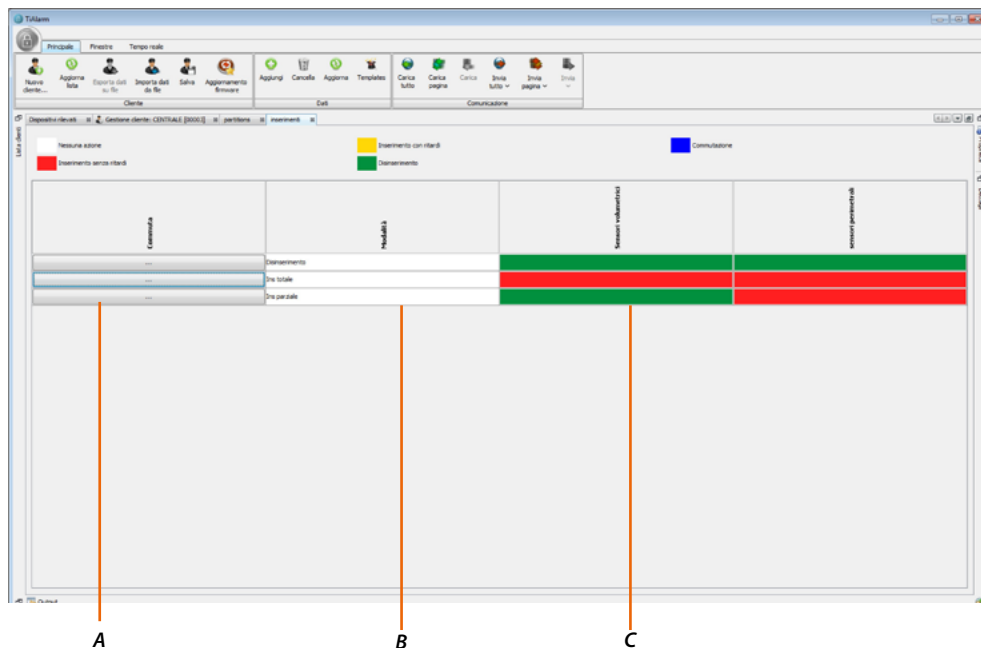 TiAlarm
Principale Finestre Tempo reale
Nuovo cliente... Aggiorna lista Esporta dati su file Importa dati da file Salva Aggiornamento firmware Aggiungi Cancella Aggiorna Templates Carica tutto Carica pagina Carica Invia tutto Invia pagina Invia
Cliente Dati Comunicazione
Dispositivi rilevati Gestione cliente: CENTRALE [00003] partitions inserimenti
Lista clienti
Nessuna azione Inserimento con ritardi Commutazione
Inserimento senza ritardi Disinserimento
Commuta Modalità Sensori volumetrici sensori perimetrali
... Disinserimento
... Ins totale
... Ins parziale
Output
A B C